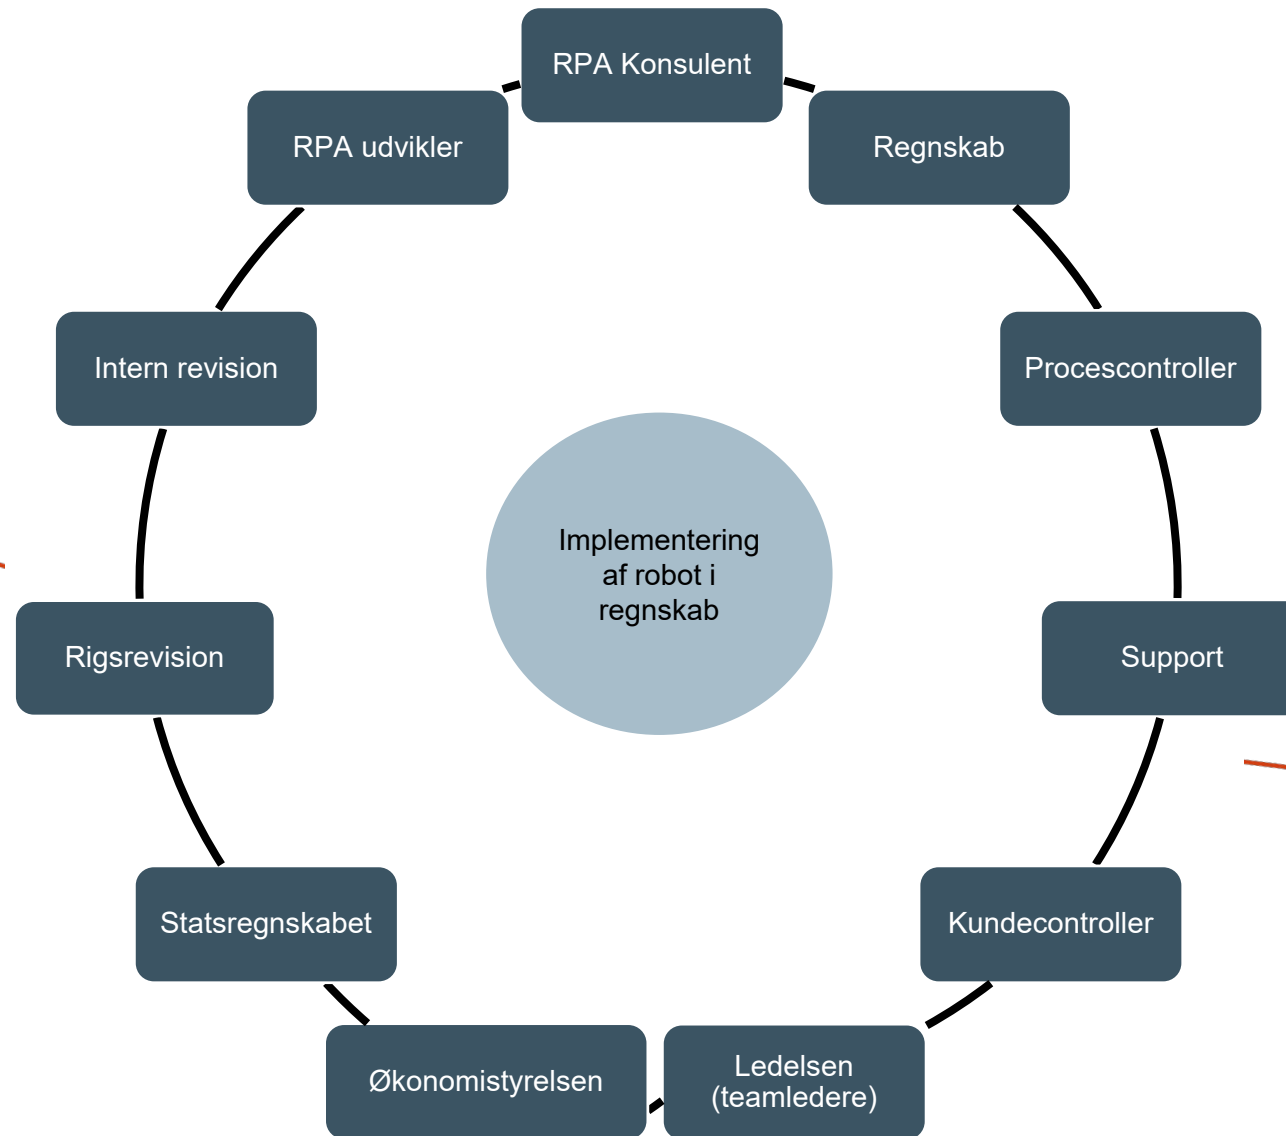 RPA Konsulent
Regnskab
Procescontroller
Support
Kundecontroller
Ledelsen
(teamledere)
Økonomistyrelsen
Statsregnskabet
Rigsrevision
Intern revision
RPA udvikler
Implementering
af robot i
regnskab